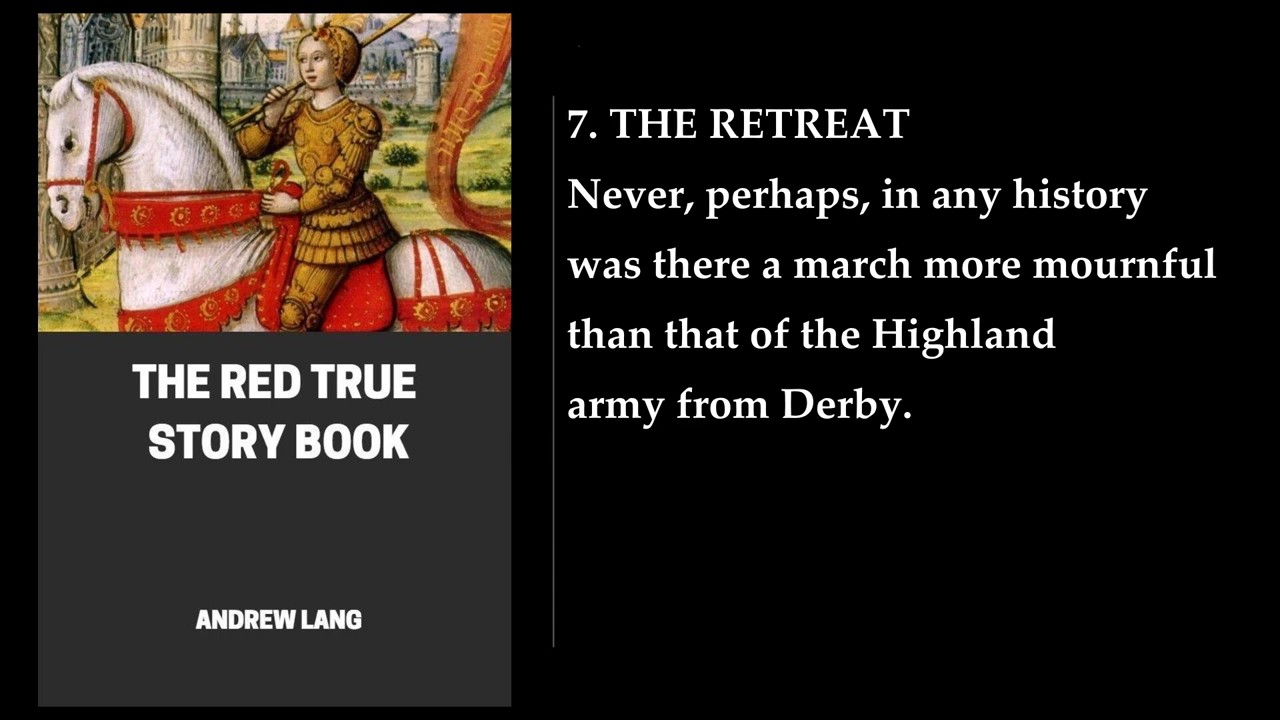 THE RED TRUE
STORY BOOK
ANDREW LANG
7. THE RETREAT
Never, perhaps, in any history
was there a march more mournful
than that of the Highland
army from Derby.